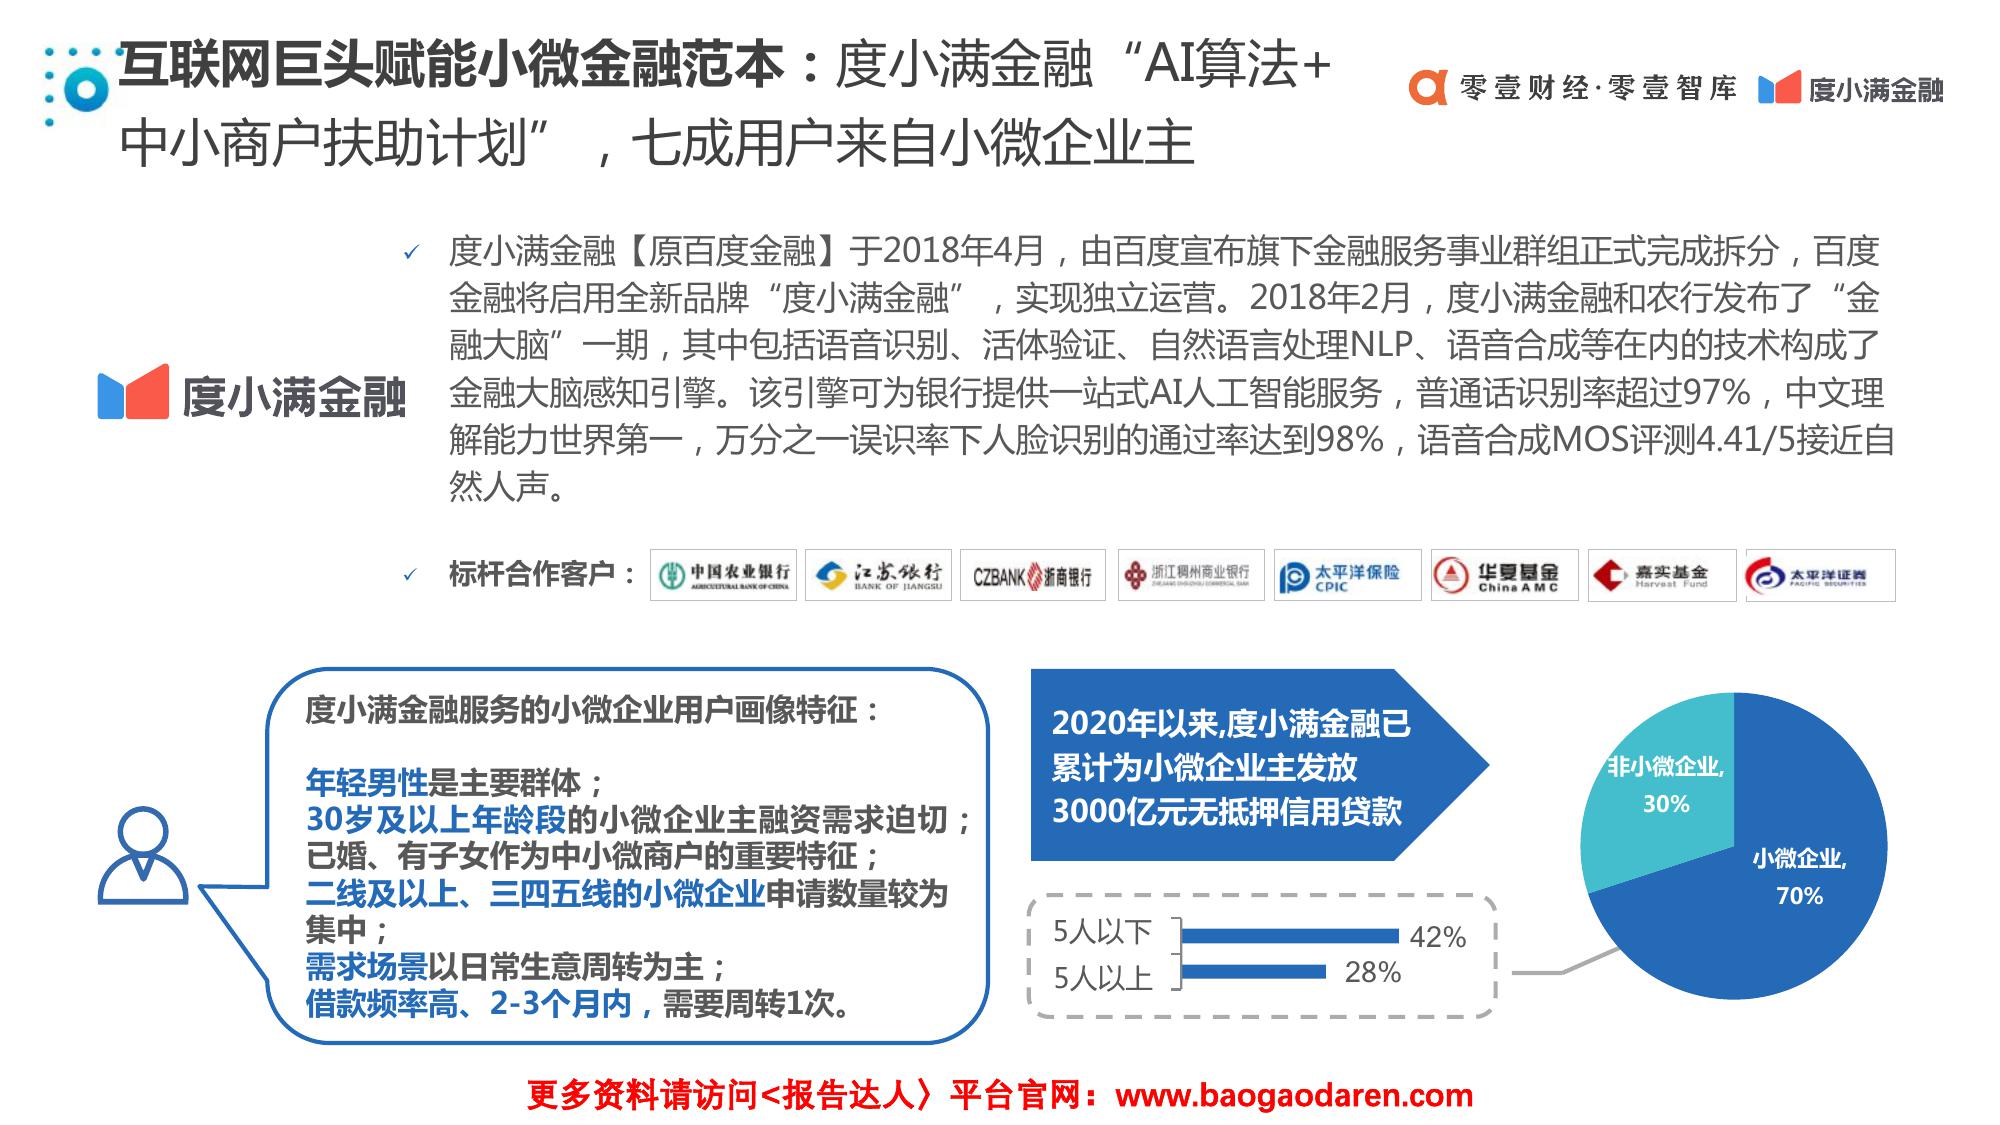 互联网巨头赋能小微金融范本：度小满金融“AI算法+
中小商户扶助计划”，七成用户来自小微企业主
零壹财经·零壹智库
度小满金融
度小满金融【原百度金融】于2018年4月，由百度宣布旗下金融服务事业群组正式完成拆分，百度
金融将启用全新品牌“度小满金融”，实现独立运营。2018年2月，度小满金融和农行发布了“金
融大脑”一期，其中包括语音识别、活体验证、自然语言处理NLP、语音合成等在内的技术构成了
金融大脑感知引擎。该引擎可为银行提供一站式AI人工智能服务，普通话识别率超过97%，中文理
解能力世界第一，万分之一误识率下人脸识别的通过率达到98%，语音合成MOS评测4.41/5接近自
然人声。
度小满金融
标杆合作客户：
中国农业银行
AGRICULTURAL BANK OF CHINA
江苏银行
BANK OF JIANGSU
CZBANK 浙商银行
浙江稠州商业银行
ZHEJIANG CHOUZHOU COMMERCIAL BANK
太平洋保险
CPIC
华夏基金
ChinaAMC
嘉实基金
Harvest Fund
太平洋证券
PACIFIC SECURITIES
度小满金融服务的小微企业用户画像特征：
年轻男性是主要群体；
30岁及以上年龄段的小微企业主融资需求迫切；
已婚、有子女作为中小微商户的重要特征；
二线及以上、三四五线的小微企业申请数量较为
集中；
需求场景以日常生意周转为主；
借款频率高、2-3个月内，需要周转1次。
2020年以来,度小满金融已
累计为小微企业主发放
3000亿元无抵押信用贷款
5人以下
42%
5人以上
28%
非小微企业,
30%
小微企业,
70%
更多资料请访问<报告达人〉平台官网：www.baogaodaren.com